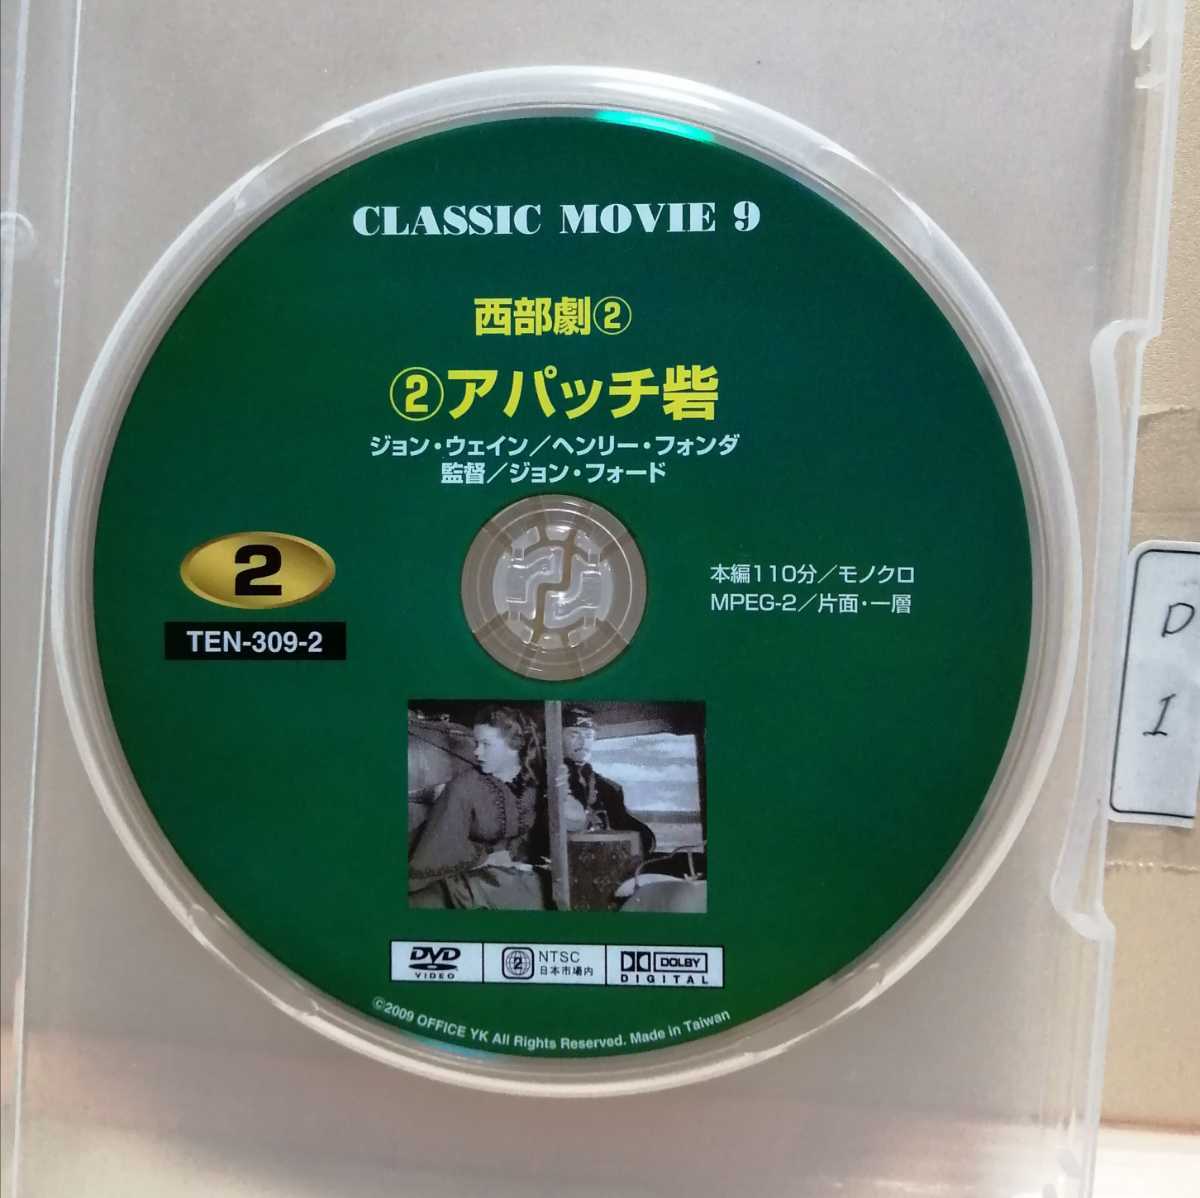 CLASSIC MOVIE 9
西部劇②
②アパッチ砦
ジョン・ウェイン/ヘンリー・フォンダ
監督/ジョン・フォード
2
TEN-309-2
本編110分/モノクロ
MPEG-2/片面・一層
DVD
VIDEO
2
NTSC
日本市場内
DOLBY
DIGITAL
©2009 OFFICE YK All Rights Reserved. Made in Taiwan
D
I